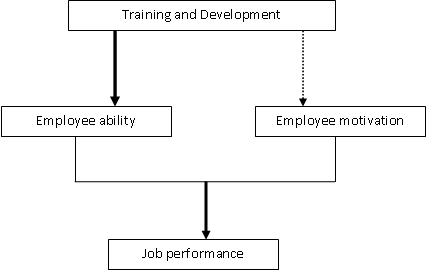 Training and Development
Employee ability
Employee motivation
Job performance